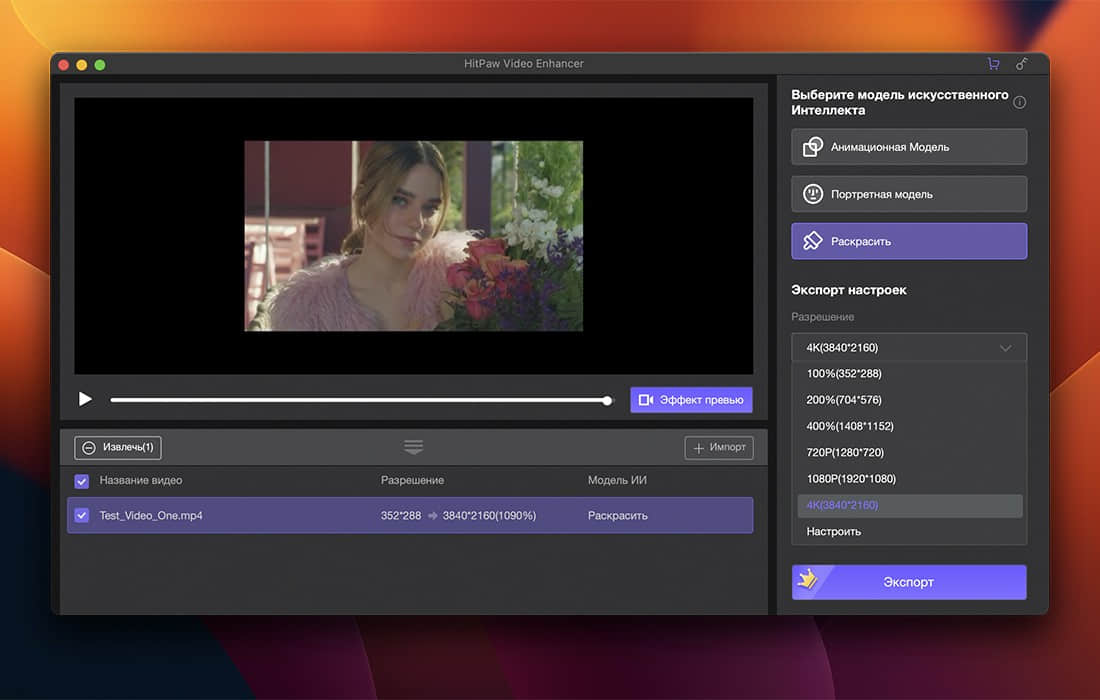 HitPaw Video Enhancer
Выберите модель искусственного
Интеллекта
Анимационная Модель
Портретная модель
Раскрасить
Экспорт настроек
Разрешение
4K(3840*2160)
100%(352*288)
200%(704*576)
400%(1408*1152)
720P(1280*720)
1080P(1920*1080)
4K(3840*2160)
Настроить
Экспорт
Эффект превью
Извлечь(1)
Импорт
Название видео Разрешение Модель ИИ
Test_Video_One.mp4 352*288 3840*2160(1090%) Раскрасить